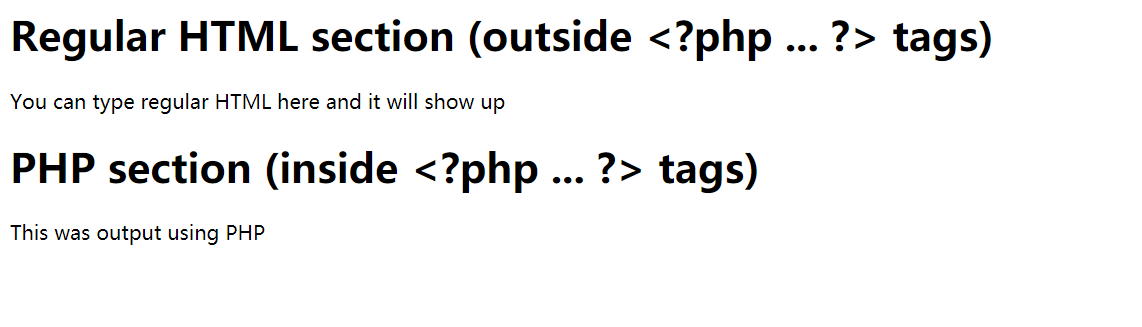 Regular HTML section (outside <?php ... ?> tags)
You can type regular HTML here and it will show up
PHP section (inside <?php ... ?> tags)
This was output using PHP